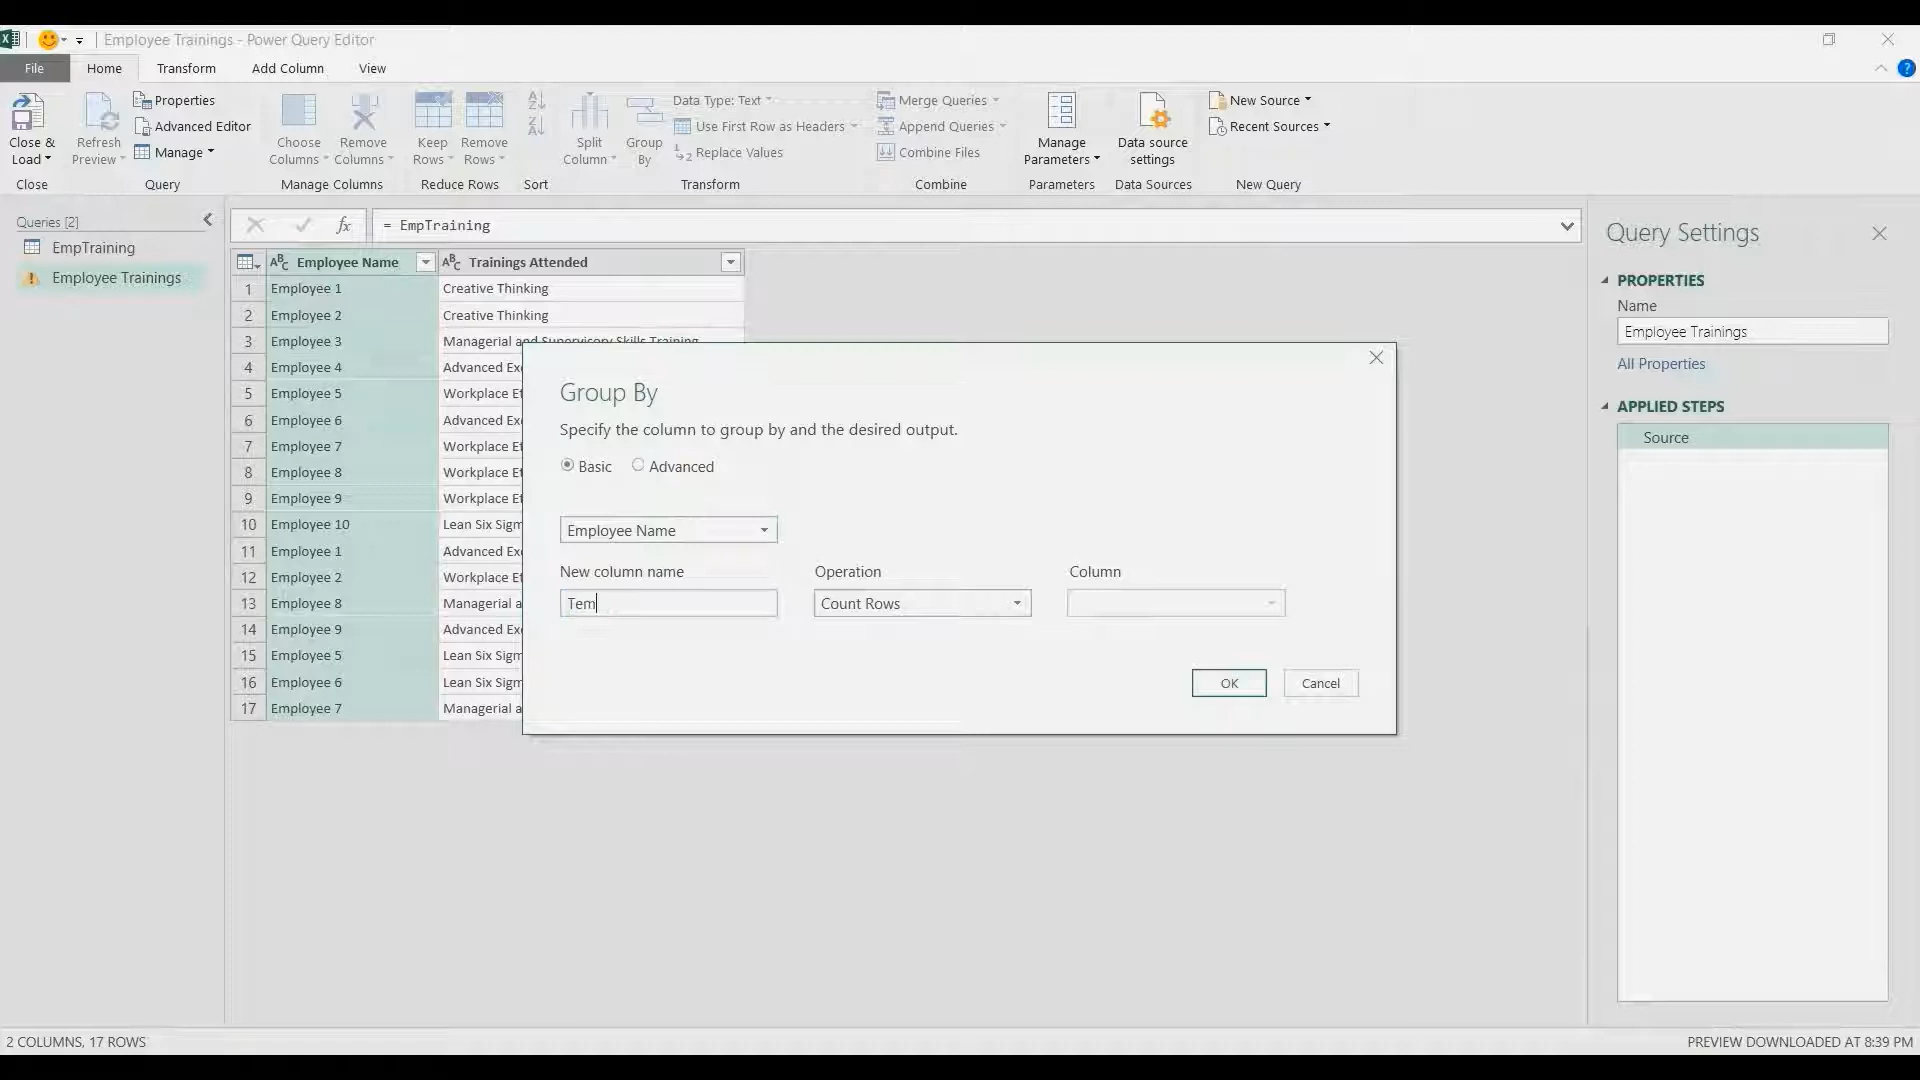 Employee Trainings - Power Query Editor
File Home Transform Add Column View
Close & Load
Refresh Preview
Properties
Advanced Editor
Manage
Choose Columns
Remove Columns
Keep Rows
Remove Rows
Split Column
Group By
Data Type: Text
Use First Row as Headers
Replace Values
Merge Queries
Append Queries
Combine Files
Manage Parameters
Data source settings
New Source
Recent Sources
Close Query Manage Columns Reduce Rows Sort Transform Combine Parameters Data Sources New Query
Queries [2]
EmpTraining
Employee Trainings
fx = EmpTraining
Employee Name Trainings Attended
1 Employee 1 Creative Thinking
2 Employee 2 Creative Thinking
3 Employee 3 Managerial and Supervicory Skills Training
4 Employee 4 Advanced Exc
5 Employee 5 Workplace Et
6 Employee 6 Advanced Exc
7 Employee 7 Workplace Et
8 Employee 8 Workplace Et
9 Employee 9 Workplace Et
10 Employee 10 Lean Six Sigm
11 Employee 1 Advanced Exc
12 Employee 2 Workplace Et
13 Employee 8 Managerial a
14 Employee 9 Advanced Exc
15 Employee 5 Lean Six Sigm
16 Employee 6 Lean Six Sigm
17 Employee 7 Managerial a
Group By
Specify the column to group by and the desired output.
Basic Advanced
Employee Name
New column name Operation Column
Tem Count Rows
OK Cancel
Query Settings
PROPERTIES
Name
Employee Trainings
All Properties
APPLIED STEPS
Source
2 COLUMNS, 17 ROWS
PREVIEW DOWNLOADED AT 8:39 PM